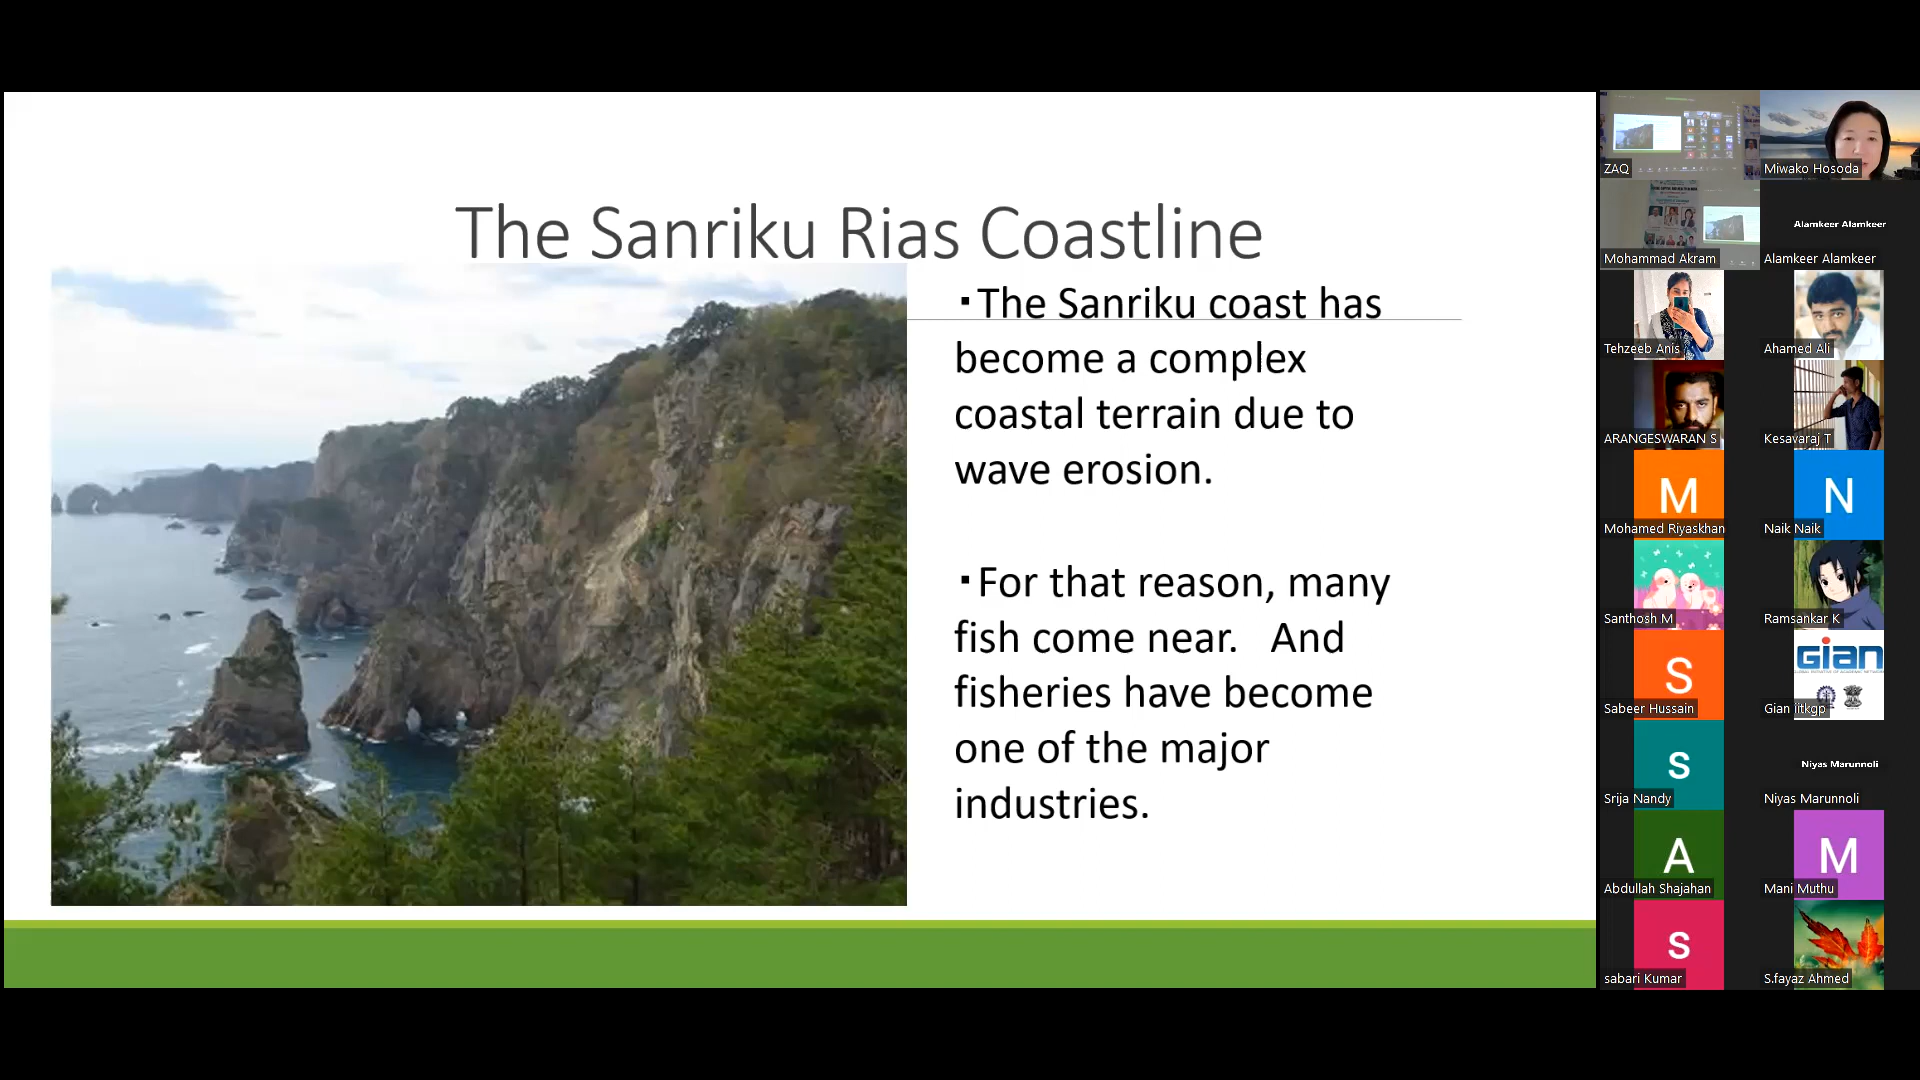 The Sanriku Rias Coastline
▪The Sanriku coast has
become a complex
coastal terrain due to
wave erosion.
▪For that reason, many
fish come near.   And
fisheries have become
one of the major
industries.
ZAQ
Miwako Hosoda
Mohammad Akram
Alamkeer Alamkeer
Alamkeer Alamkeer
Tehzeeb Anis
Ahamed Ali
ARANGESWARAN S
Kesavaraj T
M
Mohamed Riyaskhan
N
Naik Naik
Santhosh M
Ramsankar K
S
Sabeer Hussain
Gian
Gian iitkgp
s
Srija Nandy
Niyas Marunnoli
Niyas Marunnoli
A
Abdullah Shajahan
M
Mani Muthu
s
sabari Kumar
S.fayaz Ahmed